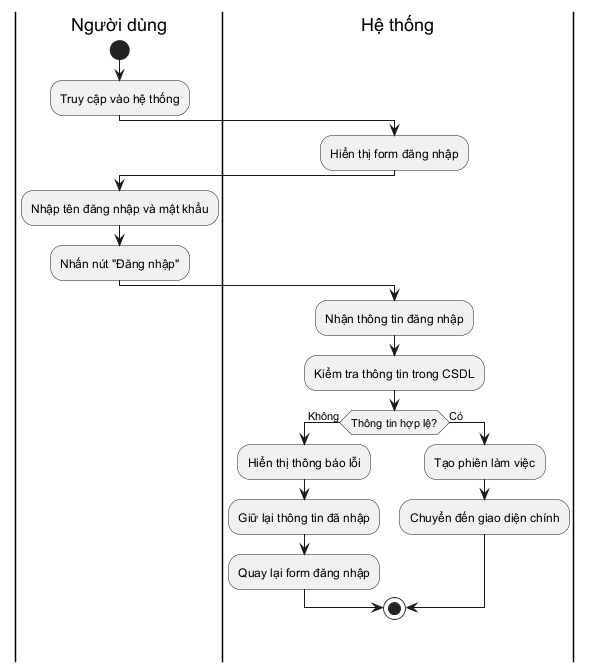 Người dùng
Hệ thống
Truy cập vào hệ thống
Hiển thị form đăng nhập
Nhập tên đăng nhập và mật khẩu
Nhấn nút "Đăng nhập"
Nhận thông tin đăng nhập
Kiểm tra thông tin trong CSDL
Thông tin hợp lệ?
Không
Có
Hiển thị thông báo lỗi
Tạo phiên làm việc
Giữ lại thông tin đã nhập
Chuyển đến giao diện chính
Quay lại form đăng nhập